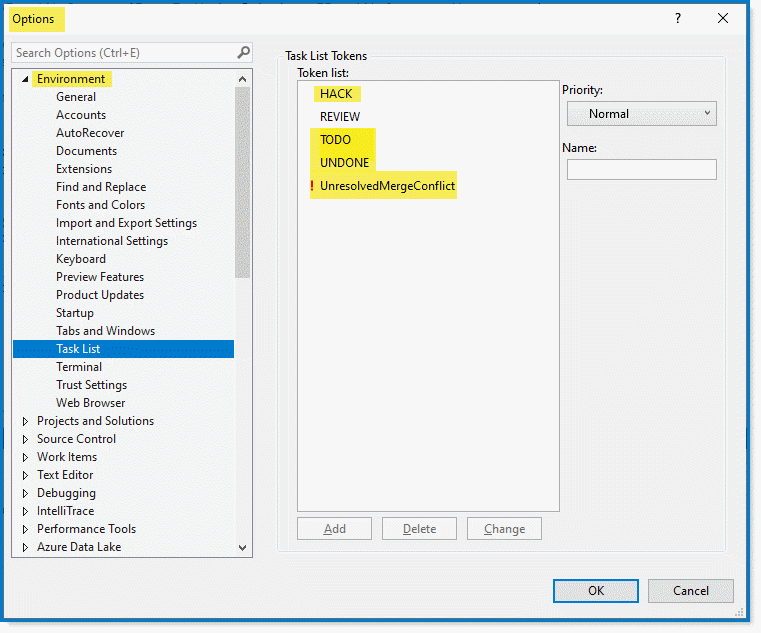 Options
?
Search Options (Ctrl+E)
Environment
General
Accounts
AutoRecover
Documents
Extensions
Find and Replace
Fonts and Colors
Import and Export Settings
International Settings
Keyboard
Preview Features
Product Updates
Startup
Tabs and Windows
Task List
Terminal
Trust Settings
Web Browser
Projects and Solutions
Source Control
Work Items
Text Editor
Debugging
IntelliTrace
Performance Tools
Azure Data Lake
Task List Tokens
Token list:
HACK
REVIEW
TODO
UNDONE
! UnresolvedMergeConflict
Priority:
Normal
Name:
Add
Delete
Change
OK
Cancel